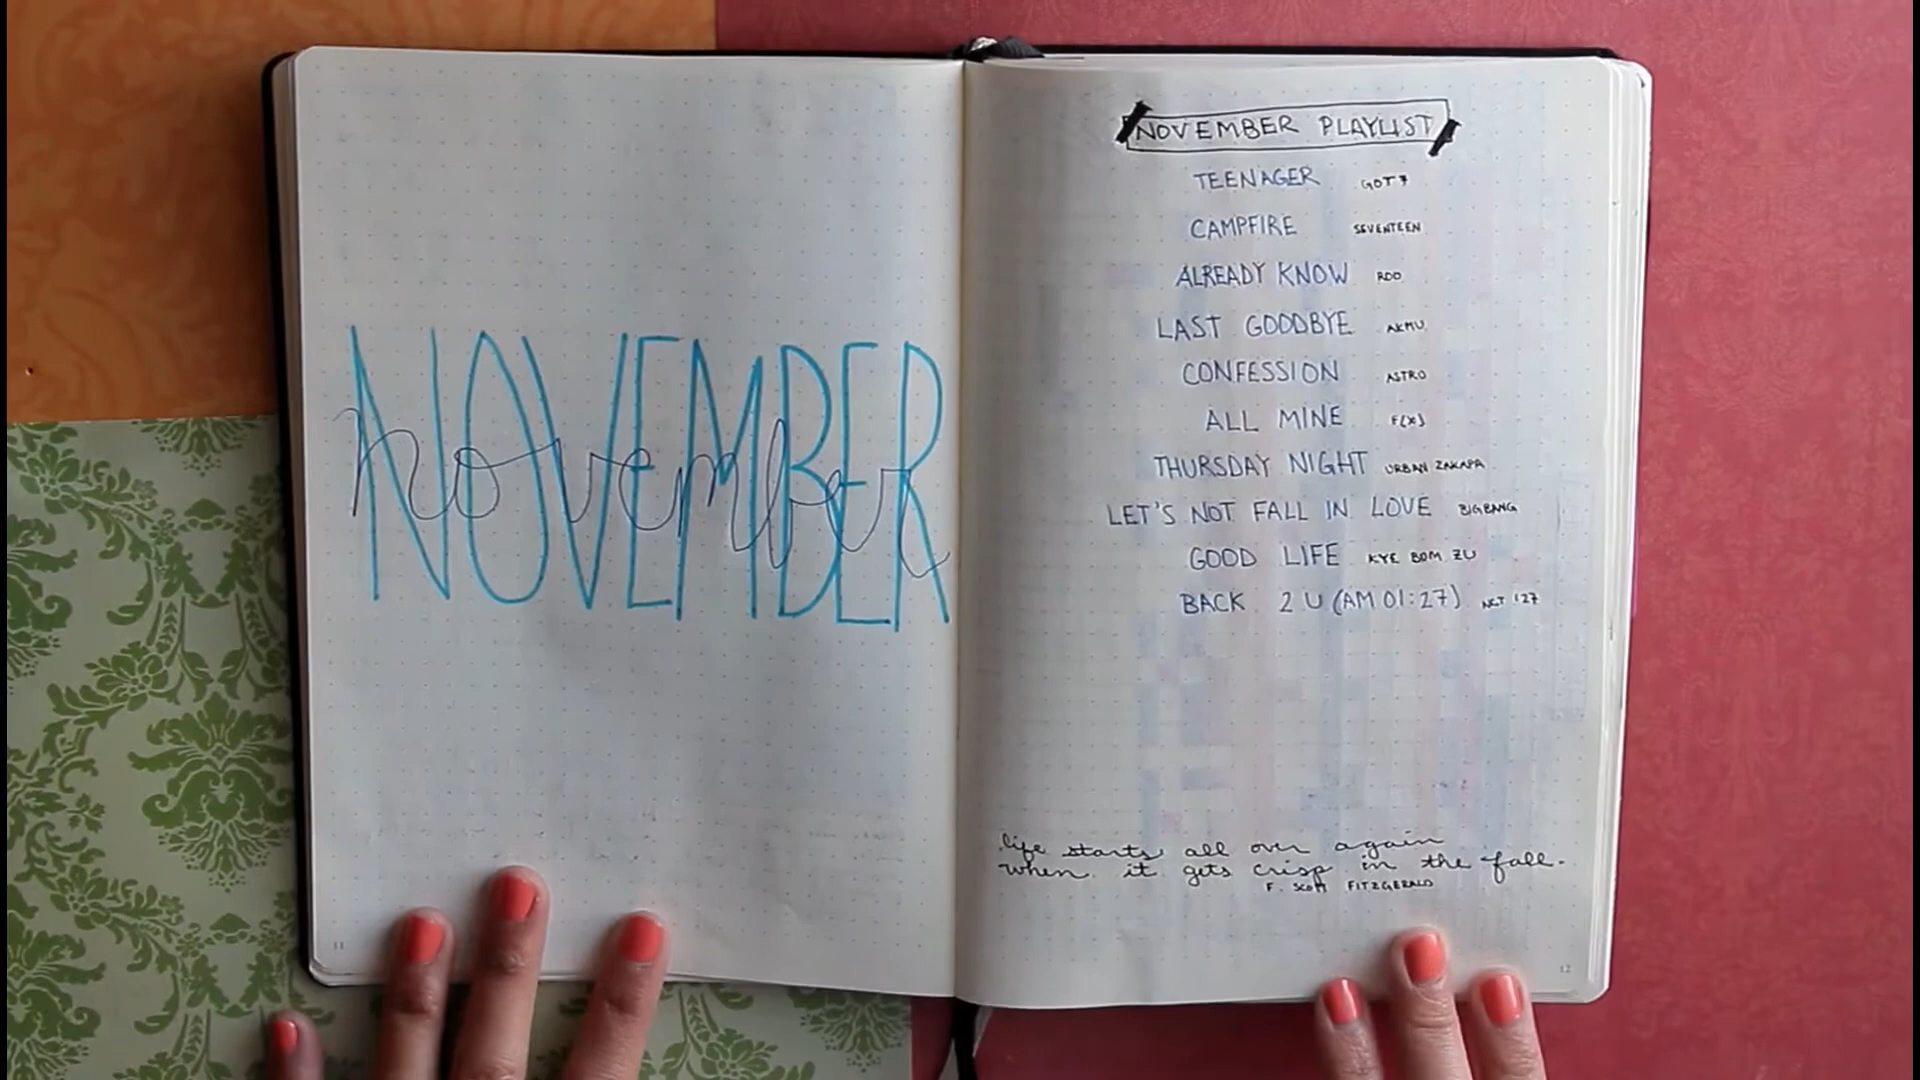 NOVEMBER
november
11
NOVEMBER PLAYLIST
TEENAGER GOT7
CAMPFIRE SEVENTEEN
ALREADY KNOW ROO
LAST GOODBYE AKMU
CONFESSION ASTRO
ALL MINE F(X)
THURSDAY NIGHT URBAN ZAKAPA
LET'S NOT FALL IN LOVE BIGBANG
GOOD LIFE KYE BOM ZU
BACK 2 U (AM 01:27) NCT 127
life starts all over again
when it gets crisp in the fall.
F. SCOTT FITZGERALD
12